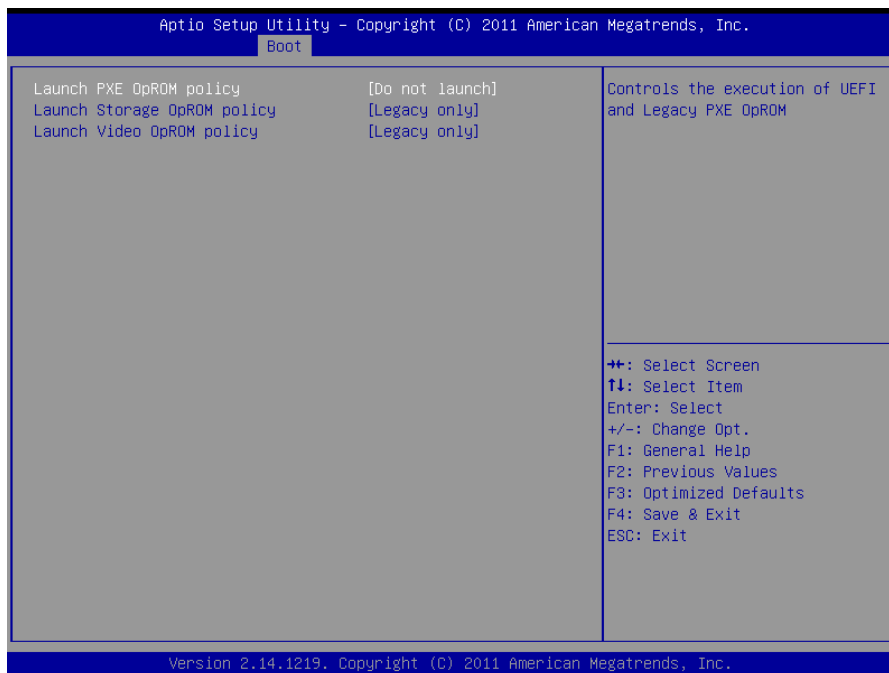 Aptio Setup Utility – Copyright (C) 2011 American Megatrends, Inc.
Boot
Launch PXE OpROM policy [Do not launch]
Launch Storage OpROM policy [Legacy only]
Launch Video OpROM policy [Legacy only]
Controls the execution of UEFI
and Legacy PXE OpROM
→←: Select Screen
↑↓: Select Item
Enter: Select
+/-: Change Opt.
F1: General Help
F2: Previous Values
F3: Optimized Defaults
F4: Save & Exit
ESC: Exit
Version 2.14.1219. Copyright (C) 2011 American Megatrends, Inc.